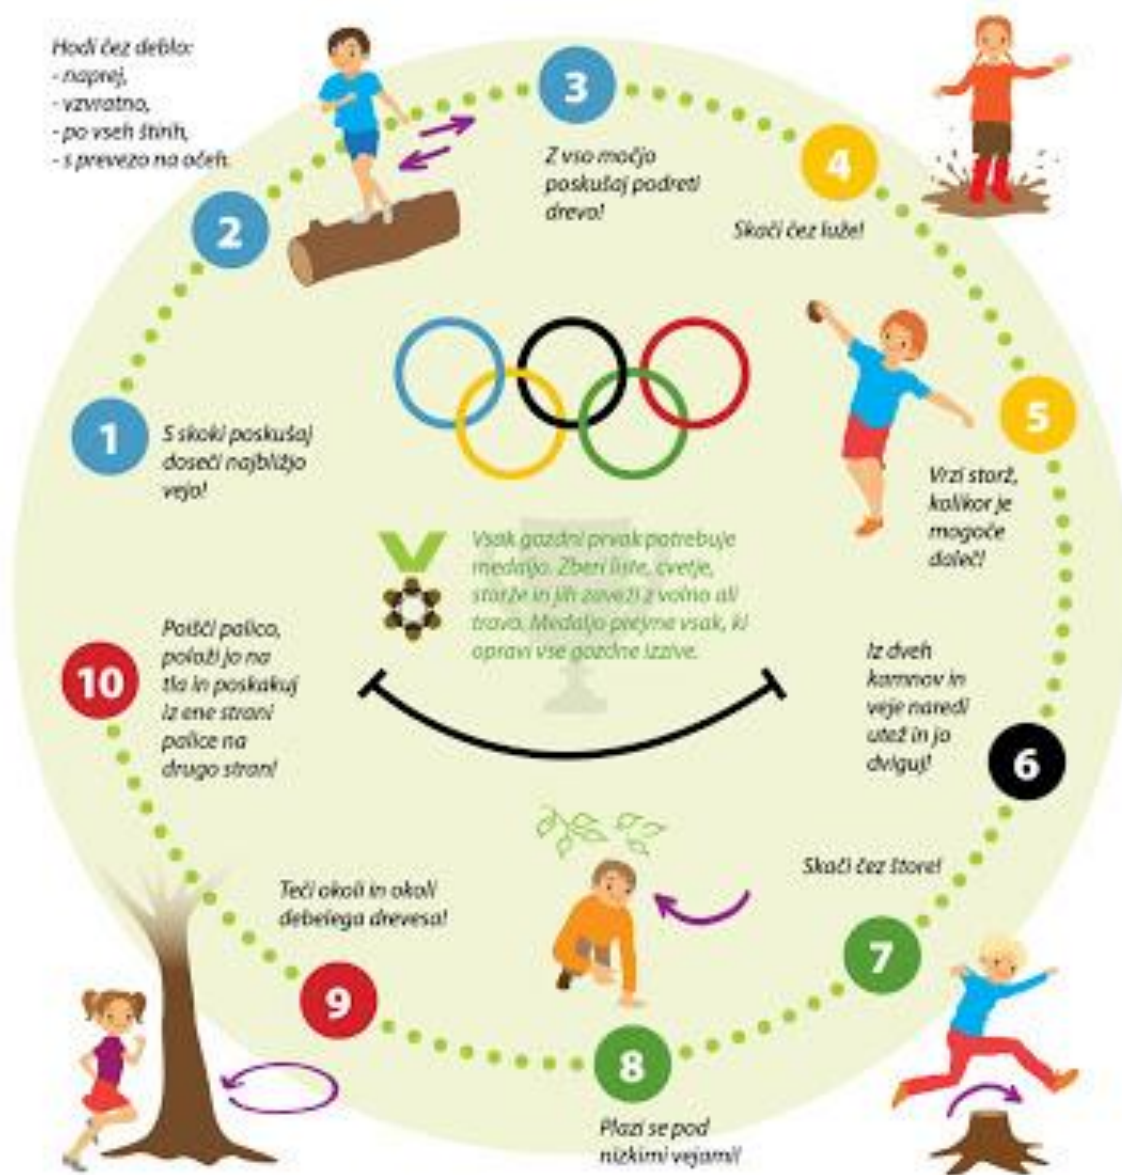 1
S skoki poskušaj
doseči najbližjo
vejo!
2
Hodi čez deblo:
- naprej,
- vzvratno,
- po vseh štirih,
- s prevezo na očeh.
3
Z vso močjo
poskušaj podreti
drevo!
4
Skači čez luže!
5
Vrzi storž,
kolikor je
mogoče
daleč!
6
Iz dveh
kamnov in
veje naredi
utež in jo
dviguj!
7
Skači čez štore!
8
Plazi se pod
nizkimi vejami!
9
Teči okoli in okoli
debelega drevesa!
10
Poišči palico,
položi jo na
tla in poskakuj
iz ene strani
palice na
drugo stran!
Vsak gozdni prvak potrebuje
medaljo. Zberi liste, cvetje,
storže in jih zaveži z volno ali
travo. Medaljo prejme vsak, ki
opravi vse gozdne izzive.